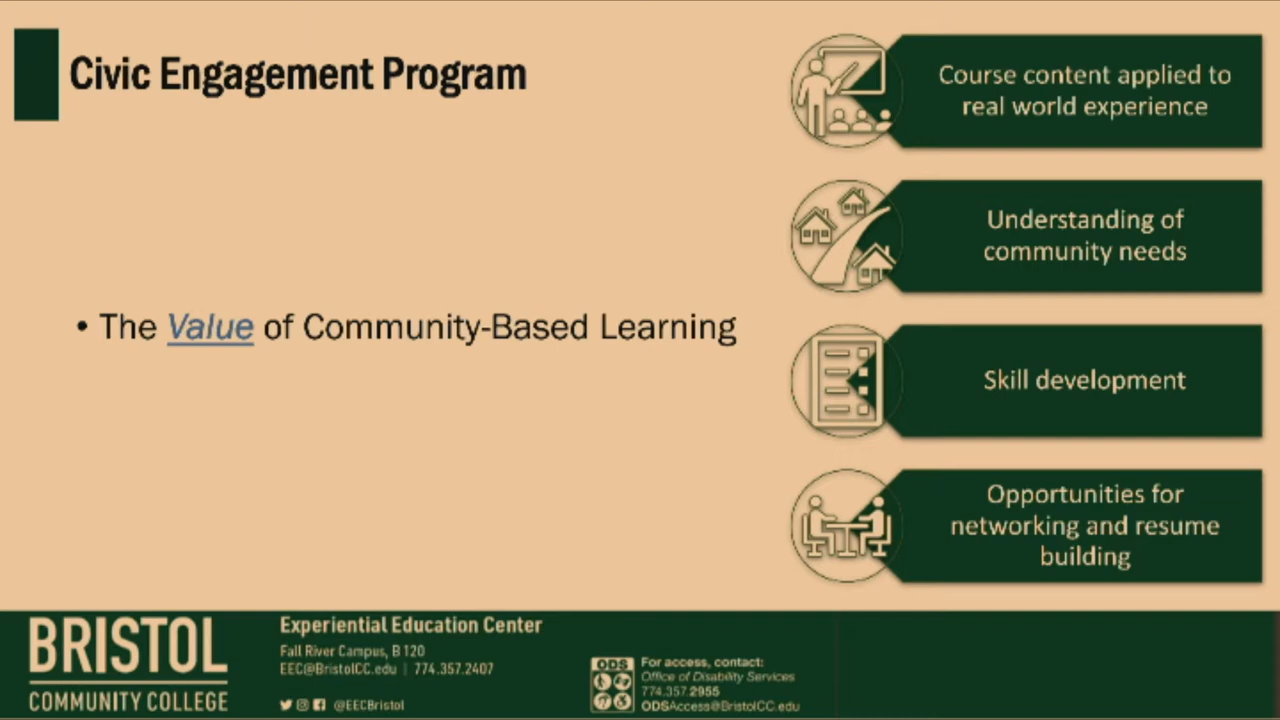 Civic Engagement Program
• The Value of Community-Based Learning
Course content applied to
real world experience
Understanding of
community needs
Skill development
Opportunities for
networking and resume
building
BRISTOL
COMMUNITY COLLEGE
Experiential Education Center
Fall River Campus, B 120
EEC@BristolCC.edu | 774.357.2407
@EECBristol
ODS
For access, contact:
Office of Disability Services
774.357.2955
ODSAccess@BristolCC.edu